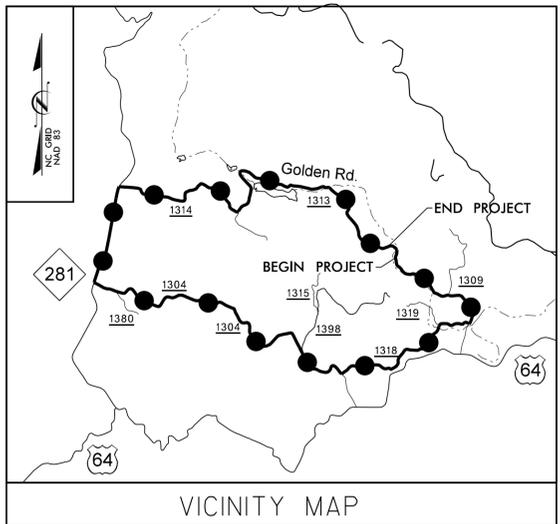 NC GRID
NAD 83
Golden Rd.
1314
1313
END PROJECT
BEGIN PROJECT
281
1304
1315
1309
1380
1304
1398
1319
1318
64
64
VICINITY MAP